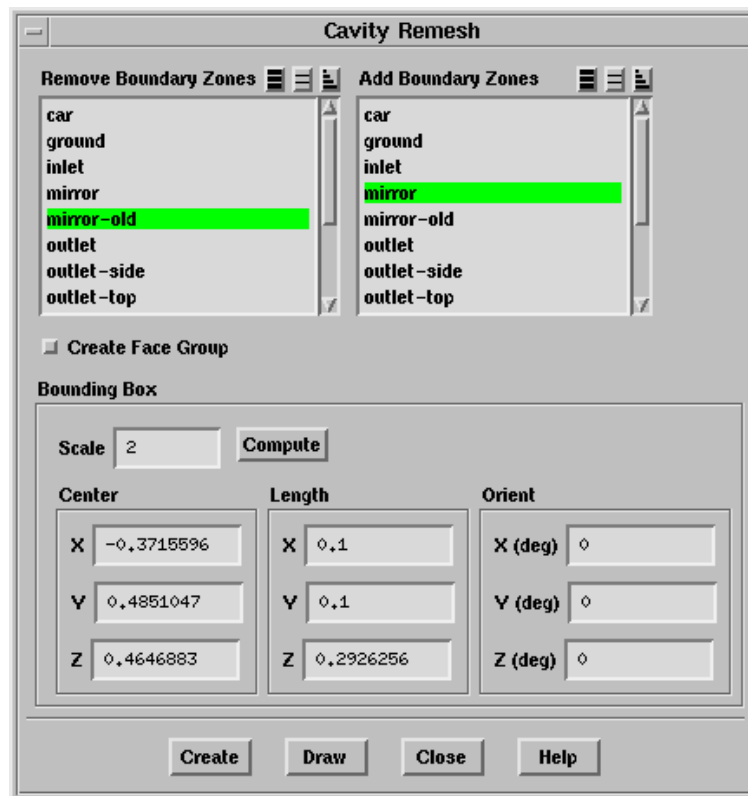 Cavity Remesh
Remove Boundary Zones Add Boundary Zones
car car
ground ground
inlet inlet
mirror mirror
mirror-old mirror-old
outlet outlet
outlet-side outlet-side
outlet-top outlet-top
Create Face Group
Bounding Box
Scale 2 Compute
Center Length Orient
X -0.3715596 X 0.1 X (deg) 0
Y 0.4851047 Y 0.1 Y (deg) 0
Z 0.4646883 Z 0.2926256 Z (deg) 0
Create Draw Close Help